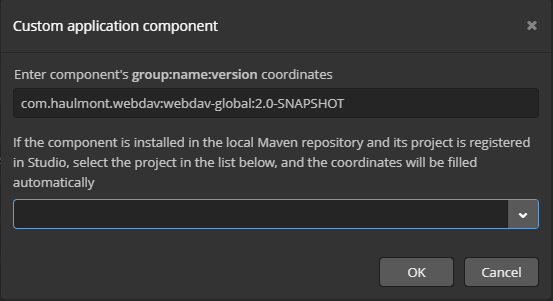 Custom application component
Enter component's group:name:version coordinates
com.haulmont.webdav:webdav-global:2.0-SNAPSHOT
If the component is installed in the local Maven repository and its project is registered
in Studio, select the project in the list below, and the coordinates will be filled
automatically
OK Cancel